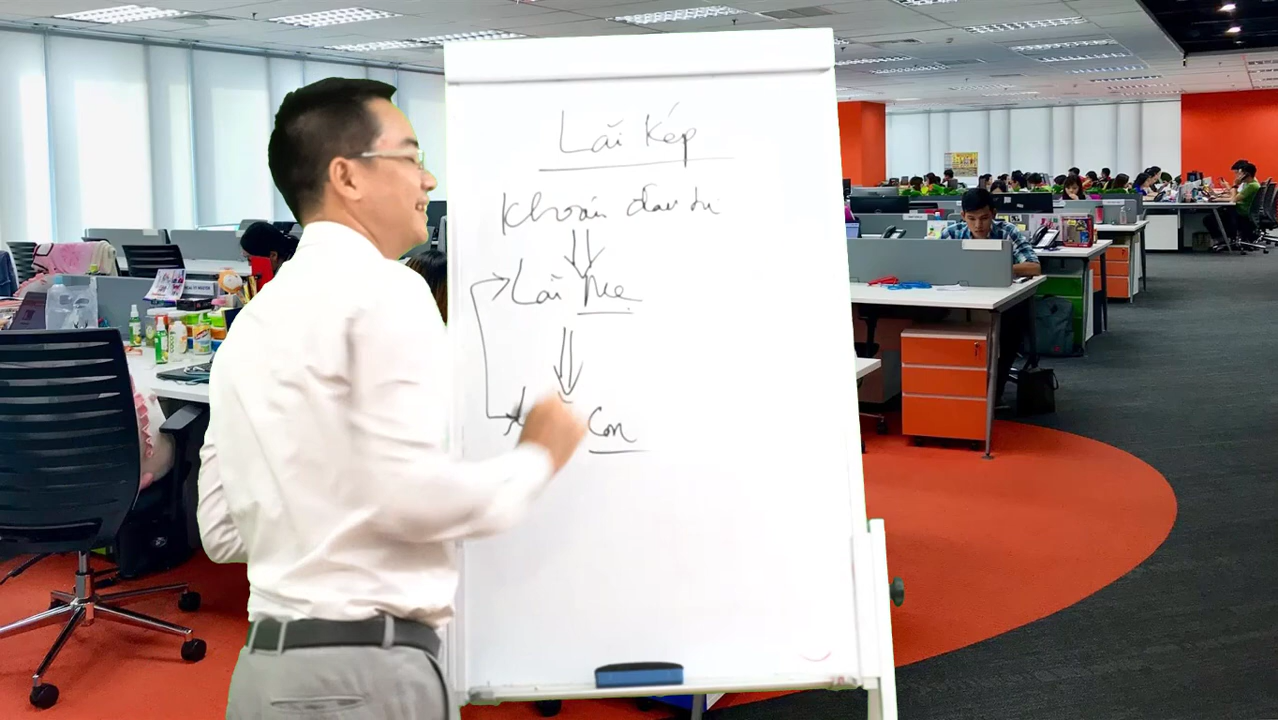 Lãi Kép
Khoản đầu tư
Lãi Mẹ
Con